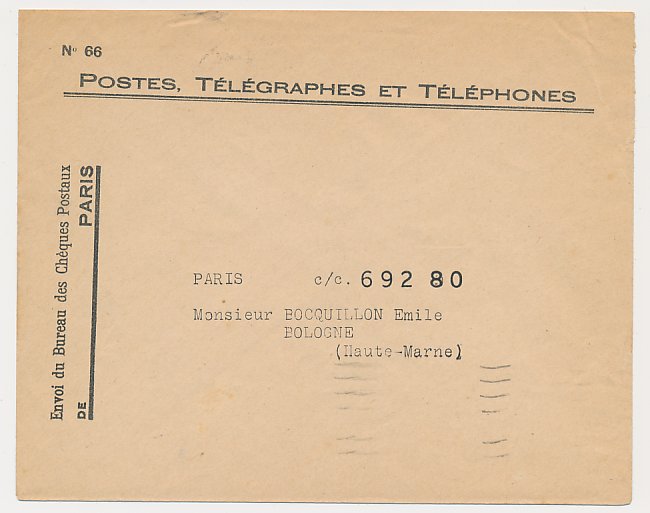 N° 66
POSTES, TÉLÉGRAPHES ET TÉLÉPHONES
Envoi du Bureau des Chèques Postaux
DE PARIS
PARIS c/c. 692 80
Monsieur BOCQUILLON Emile
BOLOGNE
(Haute-Marne)